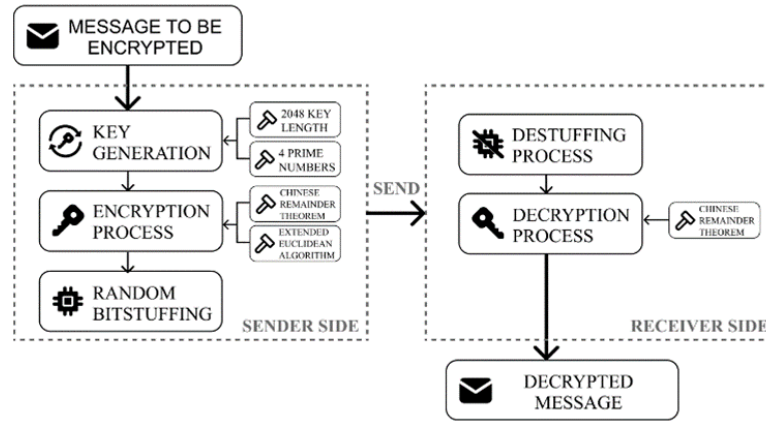 MESSAGE TO BE
ENCRYPTED
KEY
GENERATION
2048 KEY
LENGTH
4 PRIME
NUMBERS
ENCRYPTION
PROCESS
CHINESE
REMAINDER
THEOREM
EXTENDED
EUCLIDEAN
ALGORITHM
RANDOM
BITSTUFFING
SENDER SIDE
SEND
DESTUFFING
PROCESS
DECRYPTION
PROCESS
CHINESE
REMAINDER
THEOREM
RECEIVER SIDE
DECRYPTED
MESSAGE